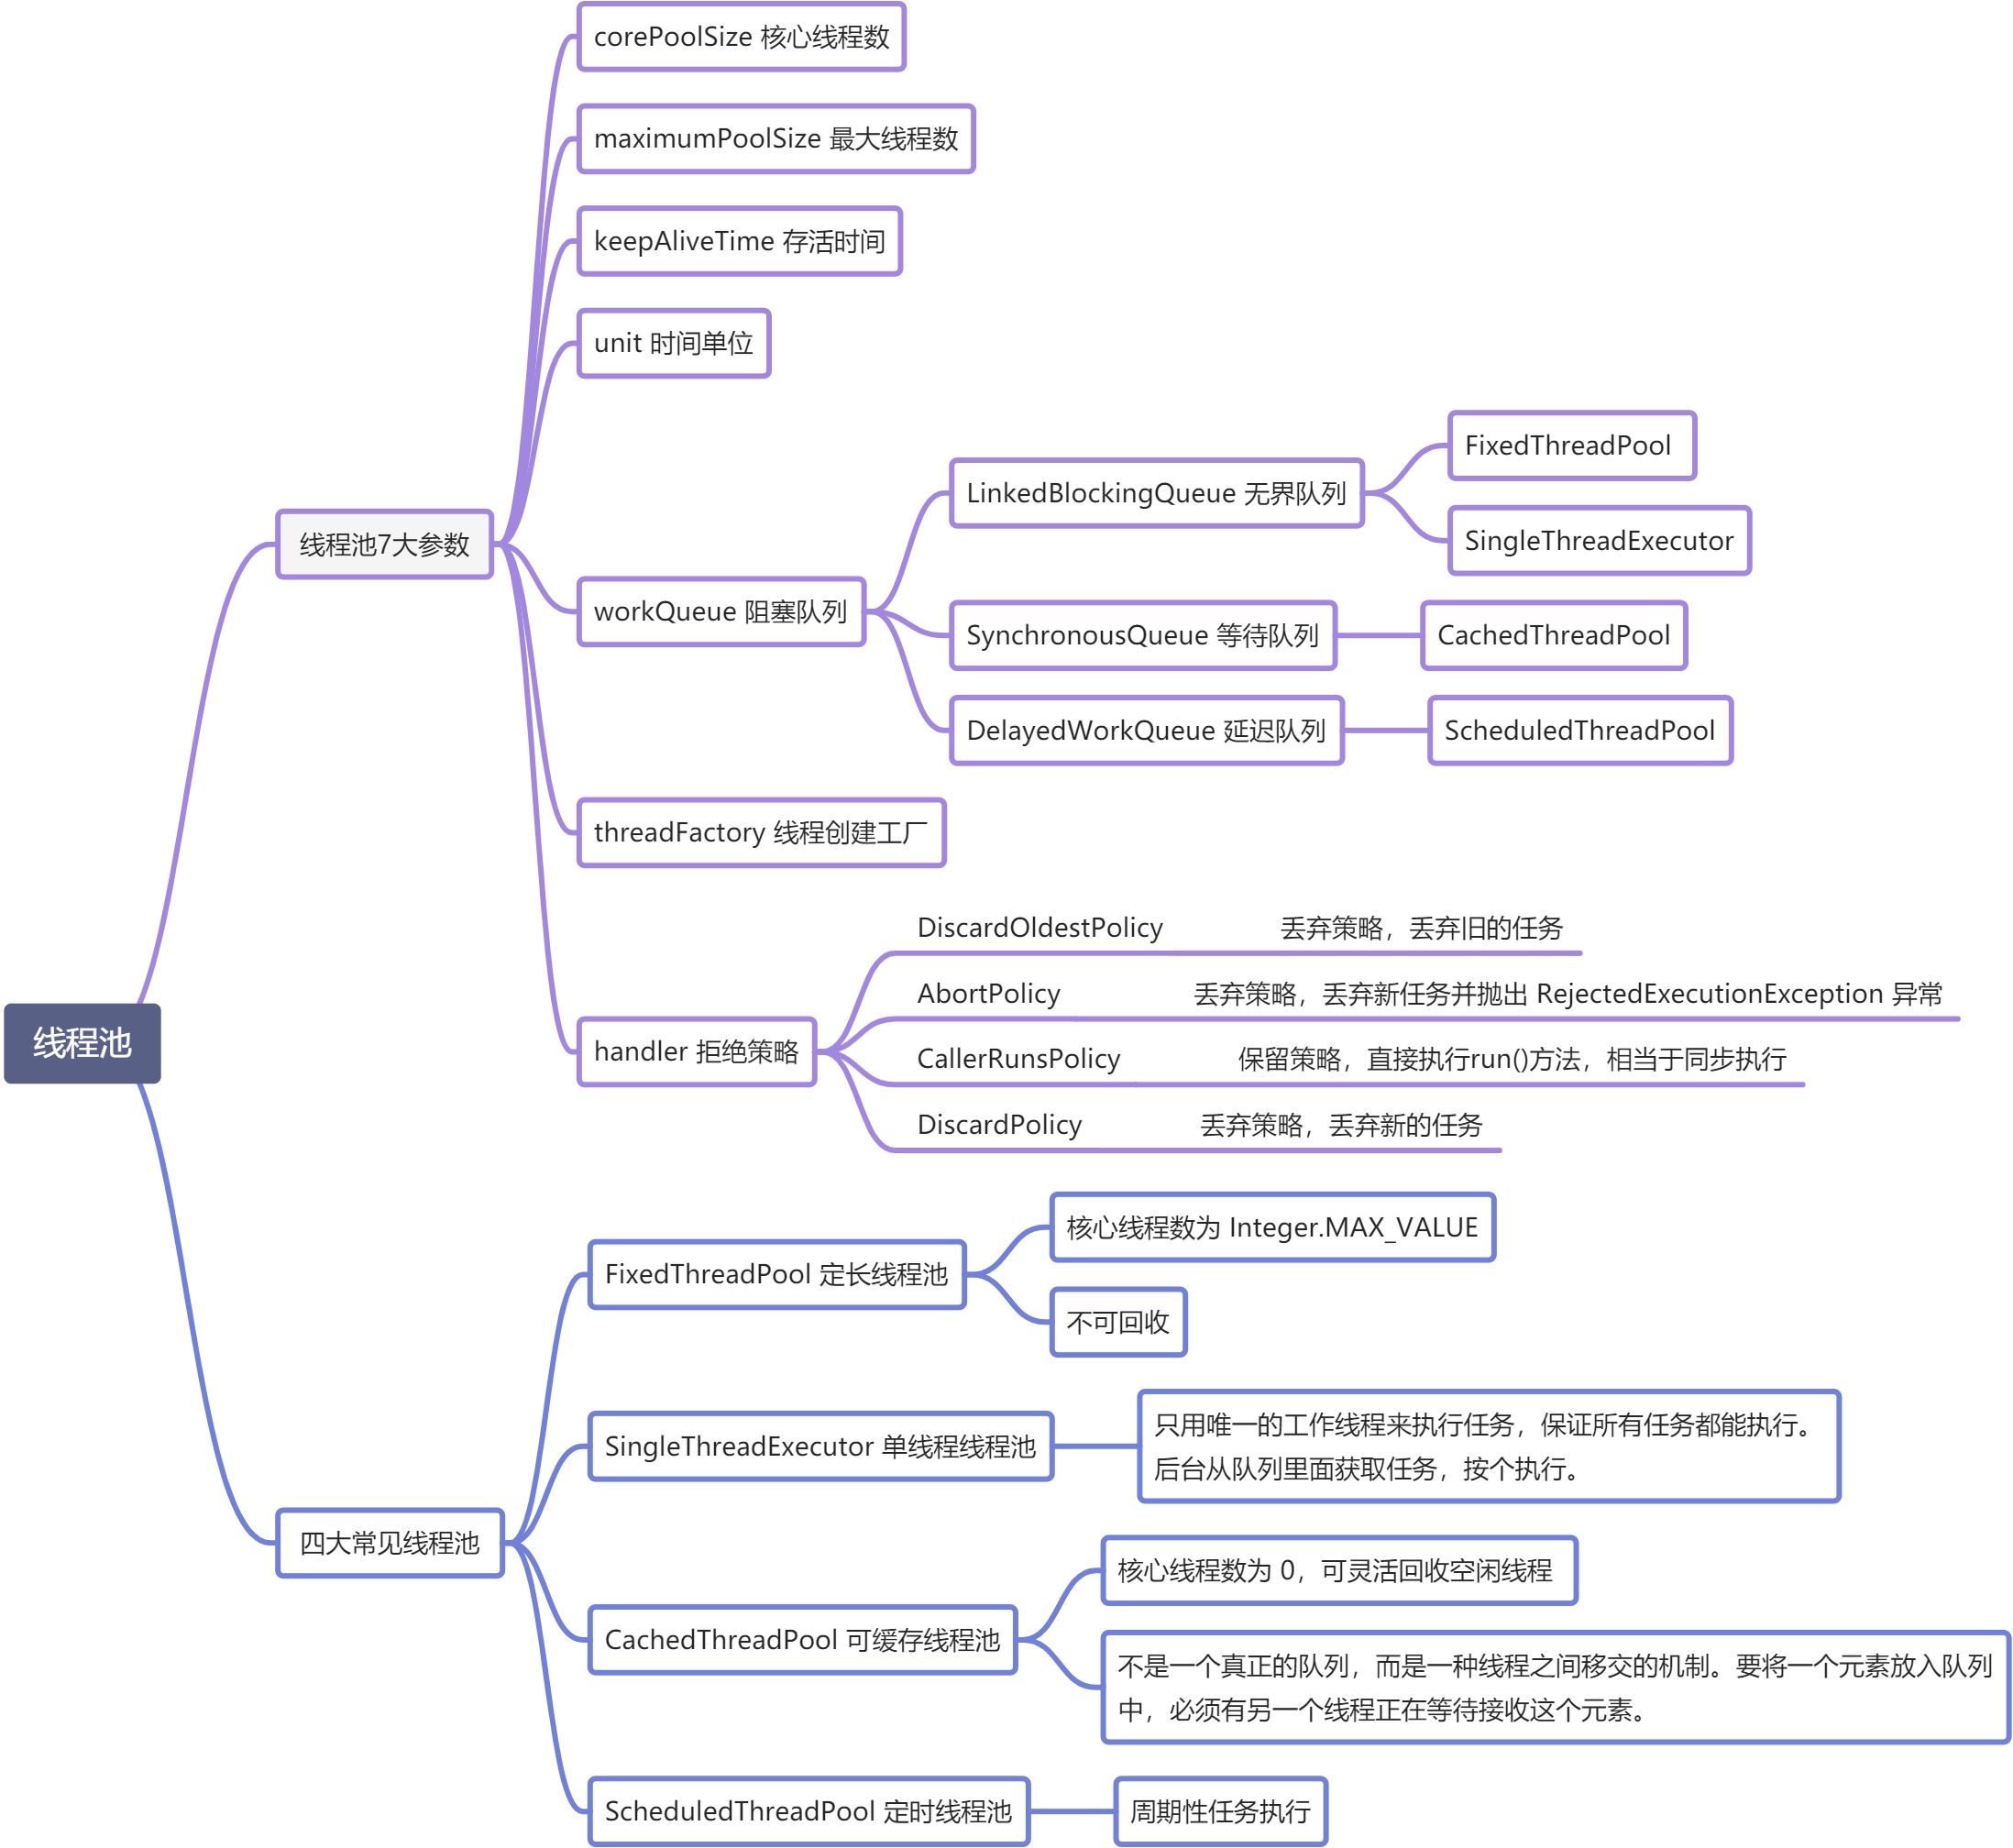 线程池
线程池7大参数
corePoolSize 核心线程数
maximumPoolSize 最大线程数
keepAliveTime 存活时间
unit 时间单位
workQueue 阻塞队列
LinkedBlockingQueue 无界队列
FixedThreadPool
SingleThreadExecutor
SynchronousQueue 等待队列
CachedThreadPool
DelayedWorkQueue 延迟队列
ScheduledThreadPool
threadFactory 线程创建工厂
handler 拒绝策略
DiscardOldestPolicy 丢弃策略，丢弃旧的任务
AbortPolicy 丢弃策略，丢弃新任务并抛出 RejectedExecutionException 异常
CallerRunsPolicy 保留策略，直接执行run()方法，相当于同步执行
DiscardPolicy 丢弃策略，丢弃新的任务
四大常见线程池
FixedThreadPool 定长线程池
核心线程数为 Integer.MAX_VALUE
不可回收
SingleThreadExecutor 单线程线程池
只用唯一的工作线程来执行任务，保证所有任务都能执行。
后台从队列里面获取任务，按个执行。
CachedThreadPool 可缓存线程池
核心线程数为 0，可灵活回收空闲线程
不是一个真正的队列，而是一种线程之间移交的机制。要将一个元素放入队列
中，必须有另一个线程正在等待接收这个元素。
ScheduledThreadPool 定时线程池
周期性任务执行